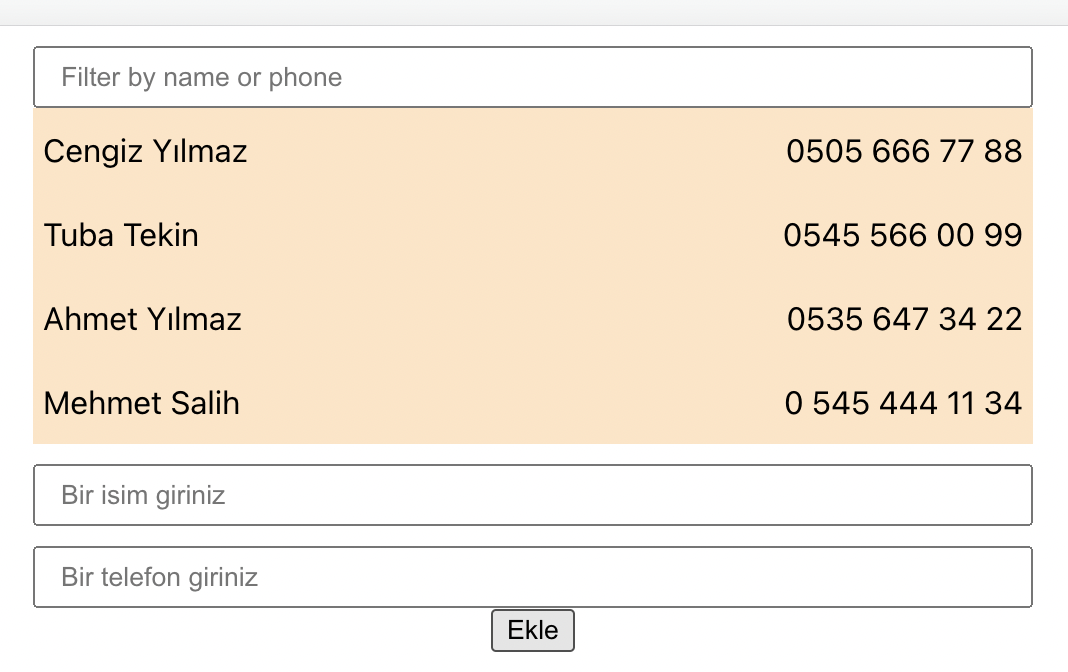 Filter by name or phone
Cengiz Yılmaz 0505 666 77 88
Tuba Tekin 0545 566 00 99
Ahmet Yılmaz 0535 647 34 22
Mehmet Salih 0 545 444 11 34
Bir isim giriniz
Bir telefon giriniz
Ekle